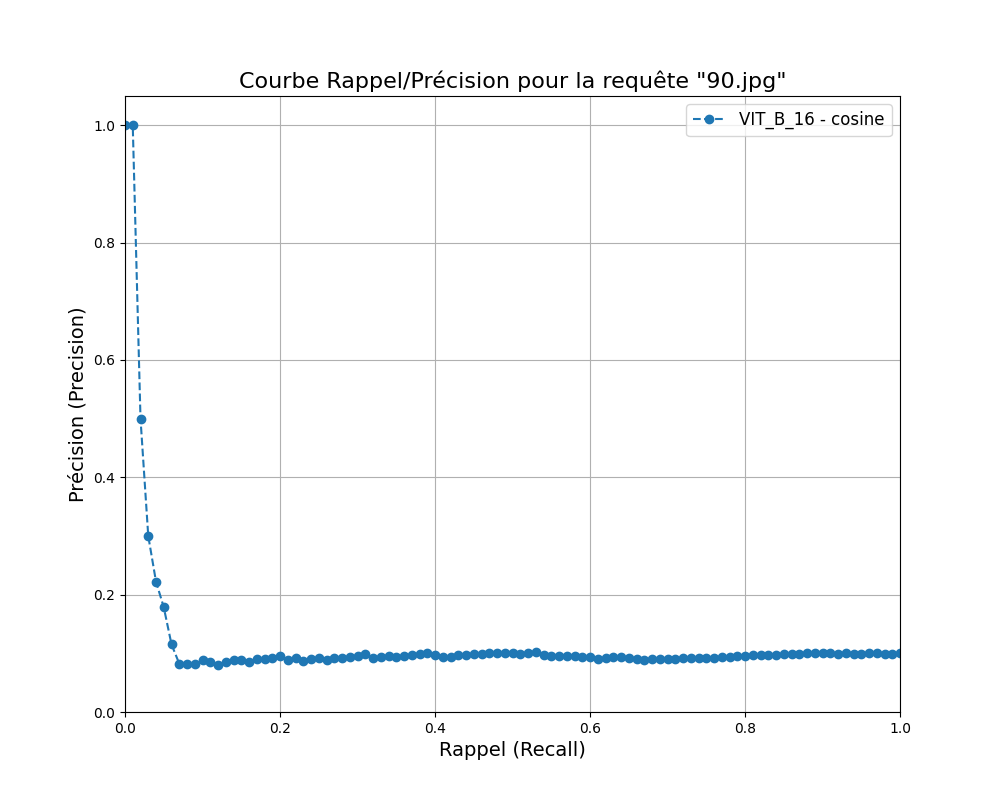 Courbe Rappel/Précision pour la requête "90.jpg"
VIT_B_16 - cosine
1.0
0.8
0.6
0.4
0.2
0.0
Précision (Precision)
0.0 0.2 0.4 0.6 0.8 1.0
Rappel (Recall)